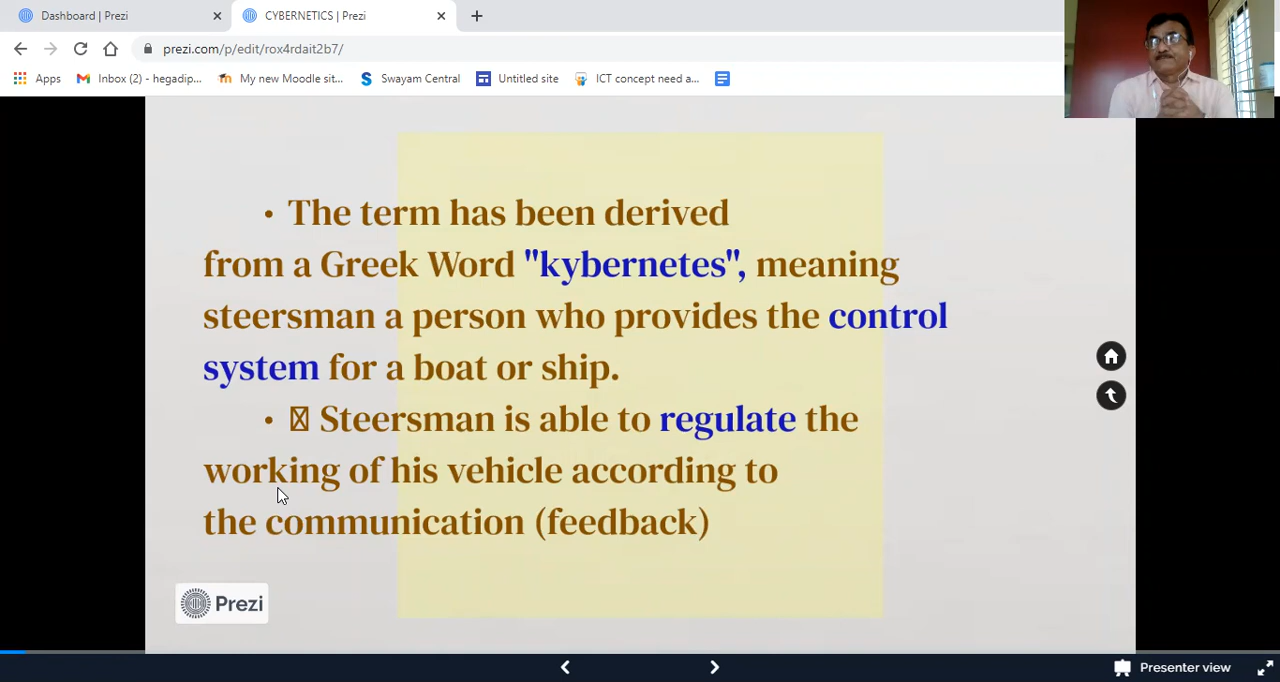 Dashboard | Prezi
CYBERNETICS | Prezi
prezi.com/p/edit/rox4rdait2b7/
Apps
Inbox (2) - hegadip...
My new Moodle sit...
Swayam Central
Untitled site
ICT concept need a...
• The term has been derived
from a Greek Word "kybernetes", meaning
steersman a person who provides the control
system for a boat or ship.
• Steersman is able to regulate the
working of his vehicle according to
the communication (feedback)
Prezi
Presenter view